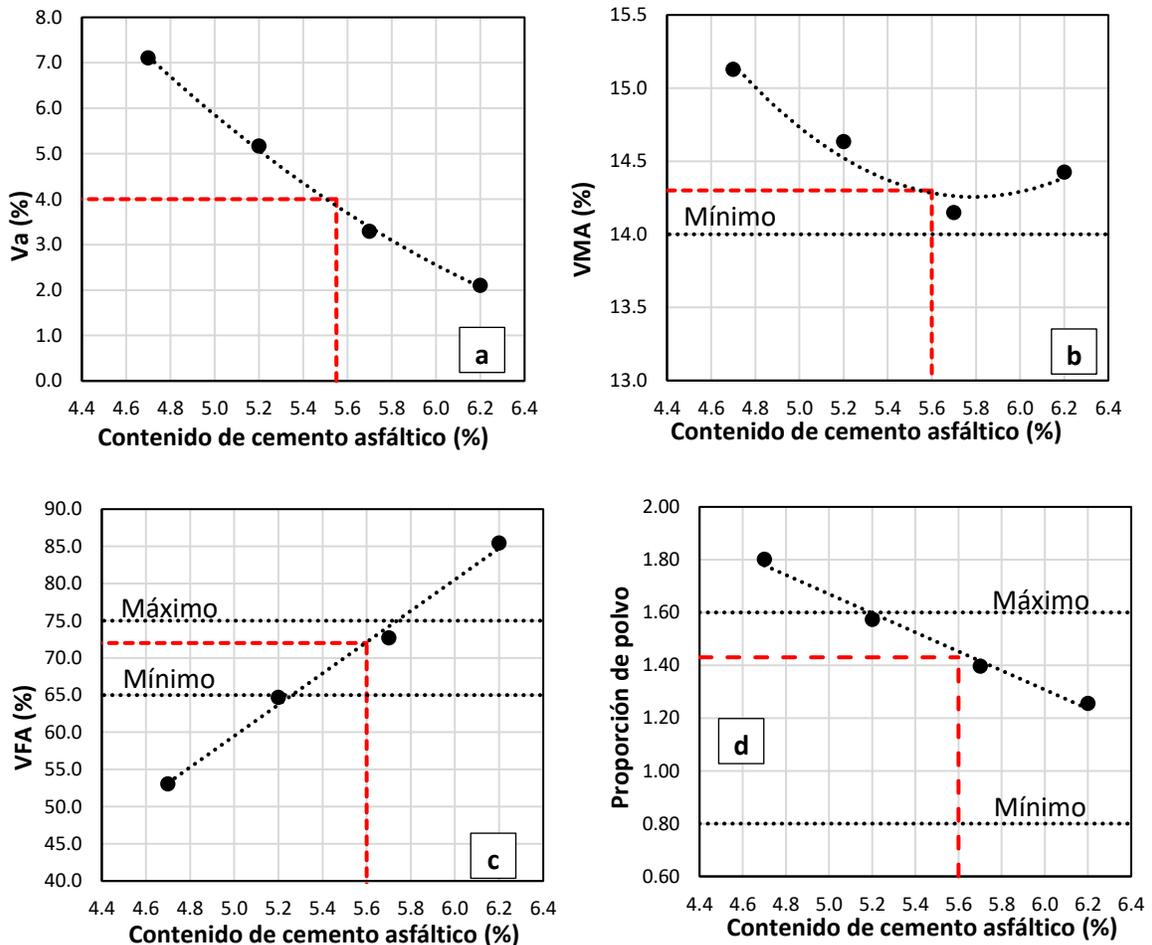 8.0
7.0
6.0
5.0
4.0
3.0
2.0
1.0
0.0
Va (%)
a
4.4 4.6 4.8 5.0 5.2 5.4 5.6 5.8 6.0 6.2 6.4
Contenido de cemento asfáltico (%)
15.5
15.0
14.5
14.0
13.5
13.0
VMA (%)
Mínimo
b
4.4 4.6 4.8 5.0 5.2 5.4 5.6 5.8 6.0 6.2 6.4
Contenido de cemento asfáltico (%)
90.0
85.0
80.0
75.0
70.0
65.0
60.0
55.0
50.0
45.0
40.0
VFA (%)
Máximo
Mínimo
c
4.4 4.6 4.8 5.0 5.2 5.4 5.6 5.8 6.0 6.2 6.4
Contenido de cemento asfáltico (%)
2.00
1.80
1.60
1.40
1.20
1.00
0.80
0.60
Proporción de polvo
Máximo
d
Mínimo
4.4 4.6 4.8 5.0 5.2 5.4 5.6 5.8 6.0 6.2 6.4
Contenido de cemento asfáltico (%)